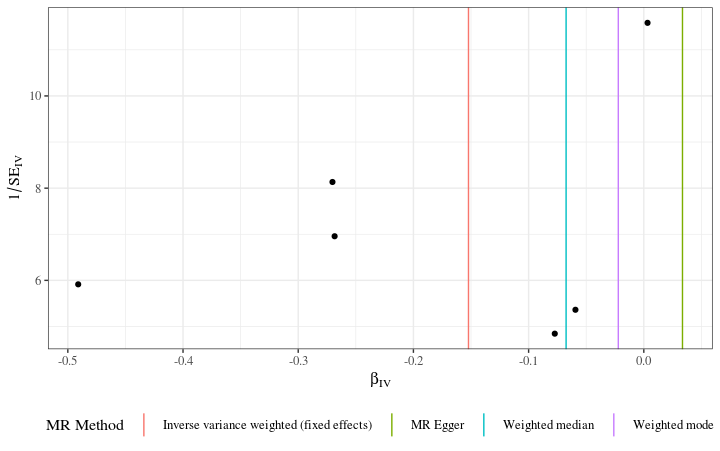 10
8
6
1/SE_IV
-0.5 -0.4 -0.3 -0.2 -0.1 0.0
β_IV
MR Method Inverse variance weighted (fixed effects) MR Egger Weighted median Weighted mode